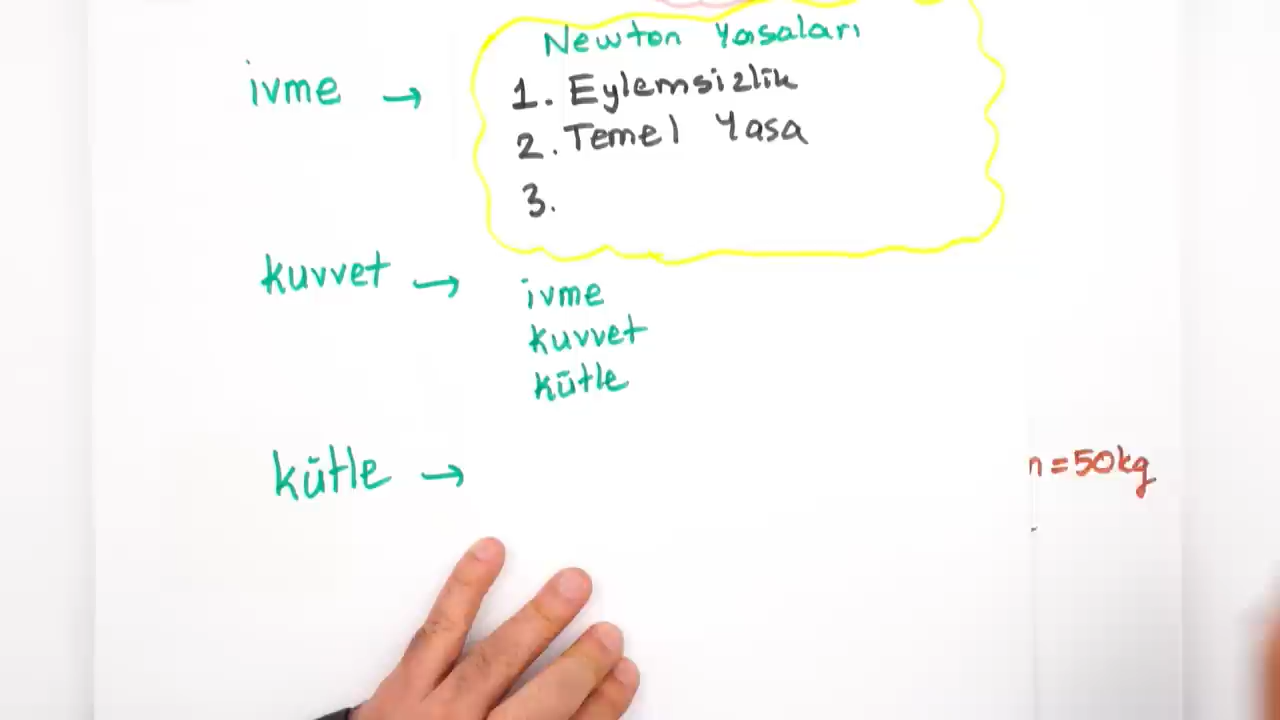 Newton Yasaları
ivme →
1. Eylemsizlik
2. Temel Yasa
3.
kuvvet →
ivme
kuvvet
kütle
kütle →
= 50kg